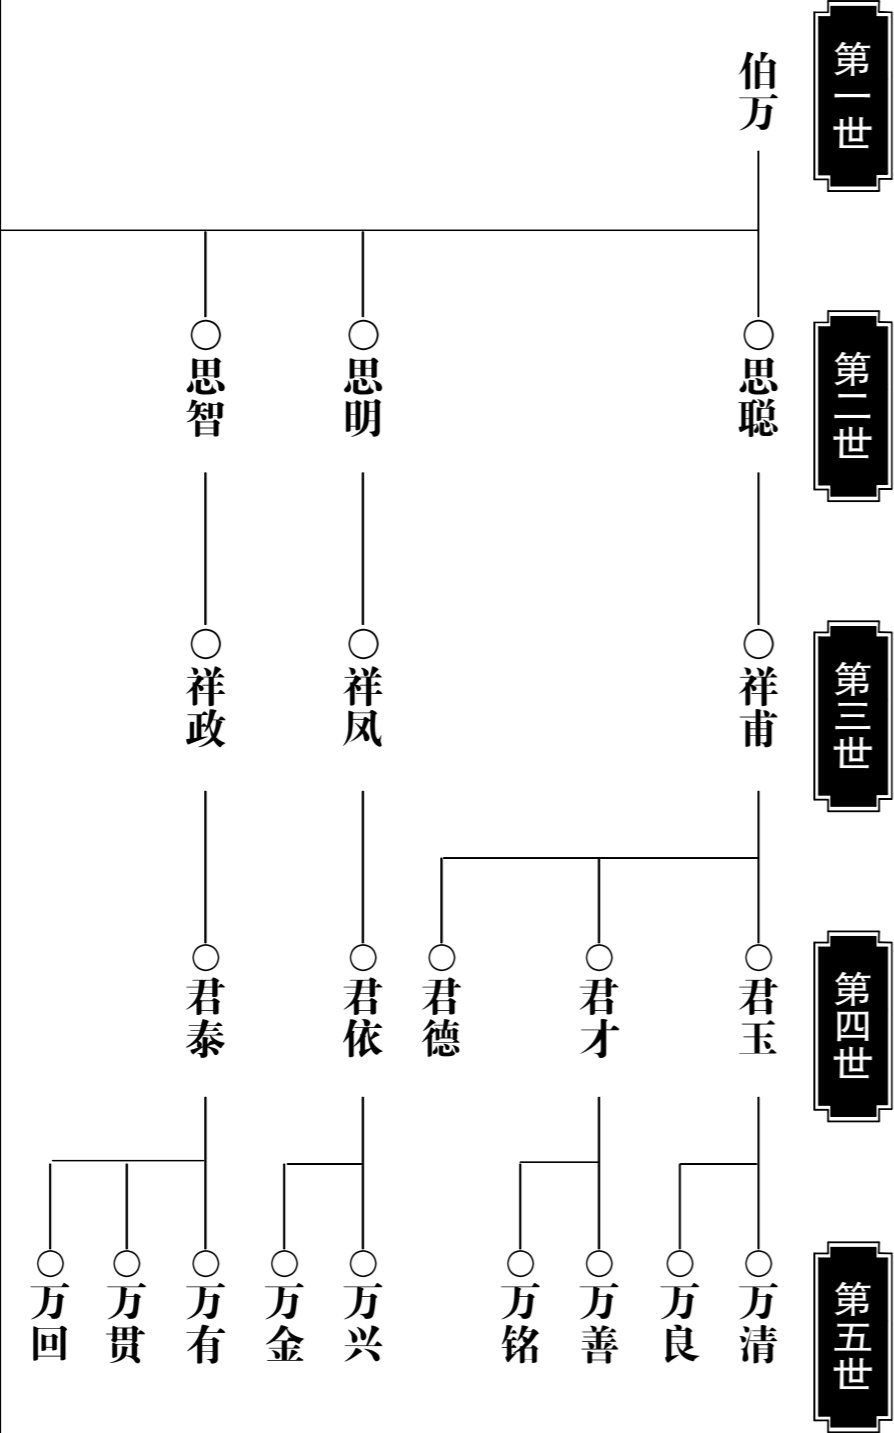 第一世
伯万
第二世
思聪
思明
思智
第三世
祥甫
祥凤
祥政
第四世
君玉
君才
君德
君依
君泰
第五世
万清
万良
万善
万铭
万兴
万金
万有
万贯
万回